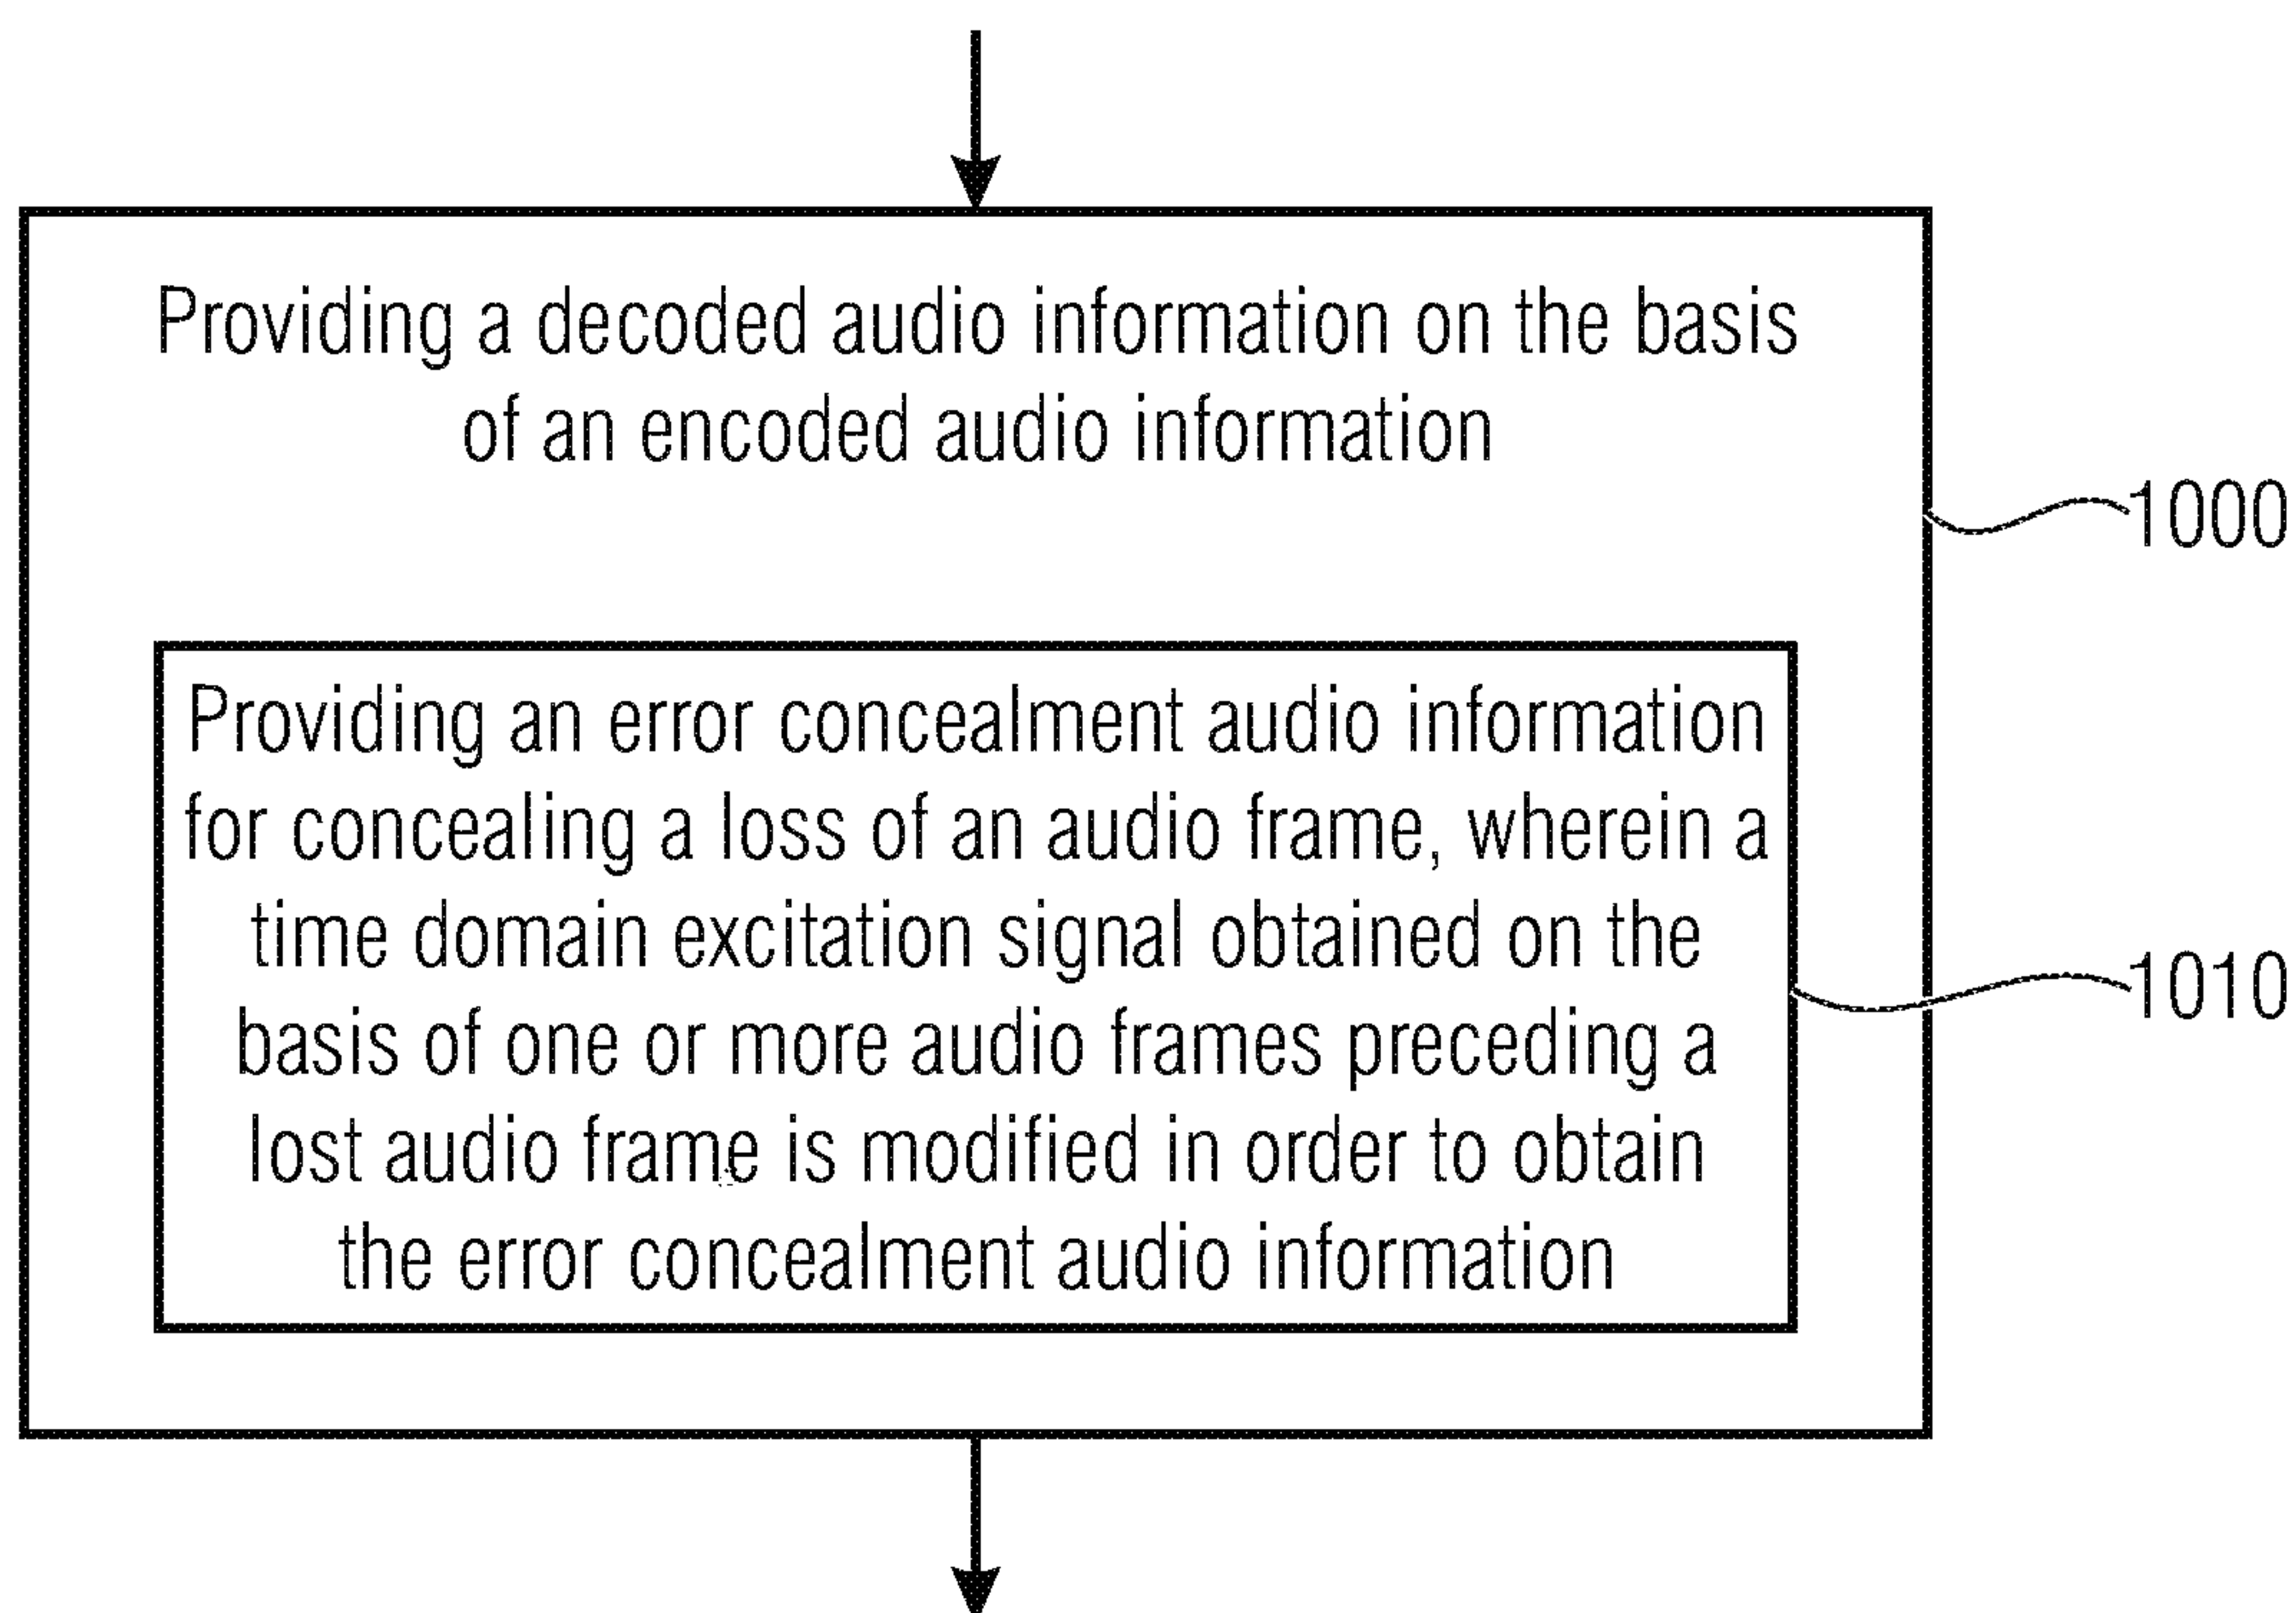 Providing a decoded audio information on the basis
of an encoded audio information
1000
Providing an error concealment audio information
for concealing a loss of an audio frame, wherein a
time domain excitation signal obtained on the
basis of one or more audio frames preceding a
lost audio frame is modified in order to obtain
the error concealment audio information
1010